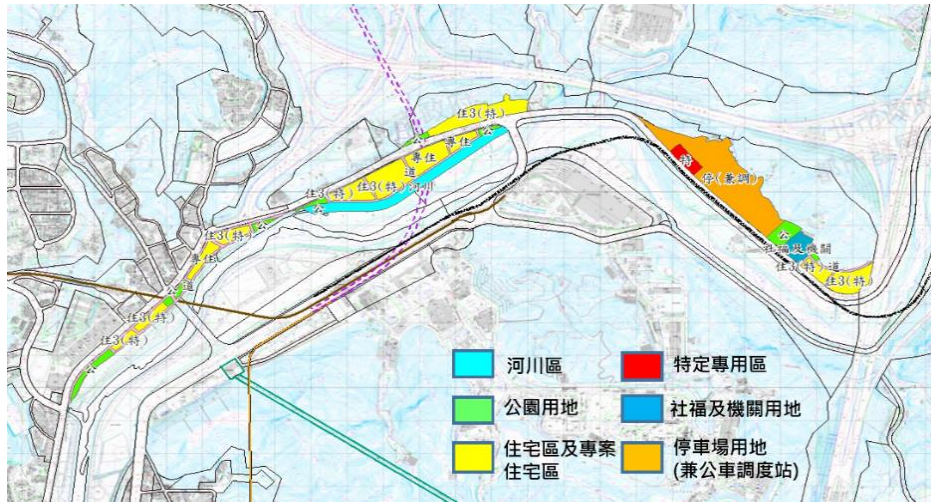 住3(特)
公
公
專住
專住
道
住3(特)
河川
住3(特)
公
公
住3(特)
專住
道
公
住3(特)
住3(特)
公
特
停(兼調)
公
社福及機關
住3(特)
道
住3(特)
河川區
特定專用區
公園用地
社福及機關用地
住宅區及專案
住宅區
停車場用地
(兼公車調度站)